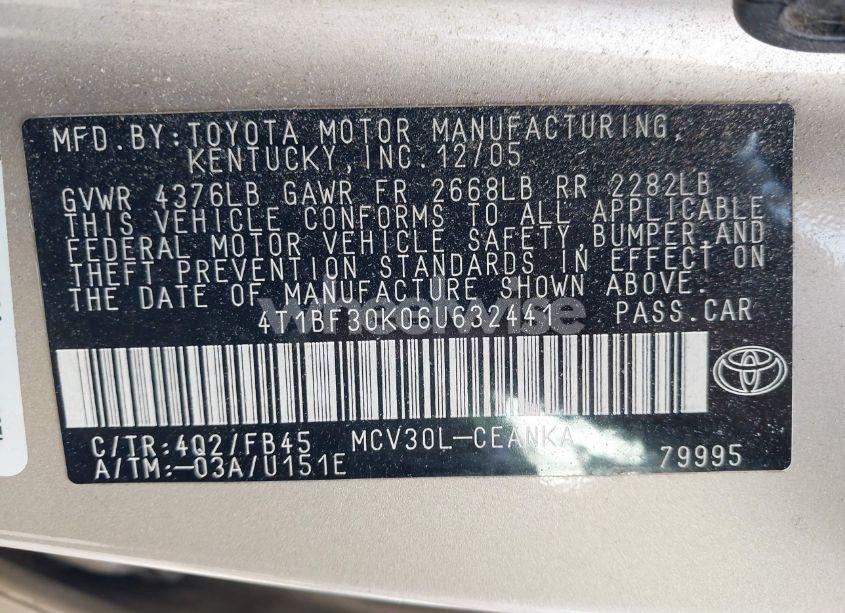 MFD. BY: TOYOTA MOTOR MANUFACTURING,
KENTUCKY, INC. 12/05
GVWR 4376LB GAWR FR 2668LB RR 2282LB
THIS VEHICLE CONFORMS TO ALL APPLICABLE
FEDERAL MOTOR VEHICLE SAFETY, BUMPER, AND
THEFT PREVENTION STANDARDS IN EFFECT ON
THE DATE OF MANUFACTURE SHOWN ABOVE.
4T1BF30K06U632441 PASS. CAR
wheelwise
C/TR: 4Q2/FB45 MCV30L-CEANKA
A/TM: -03A/U151E 79995